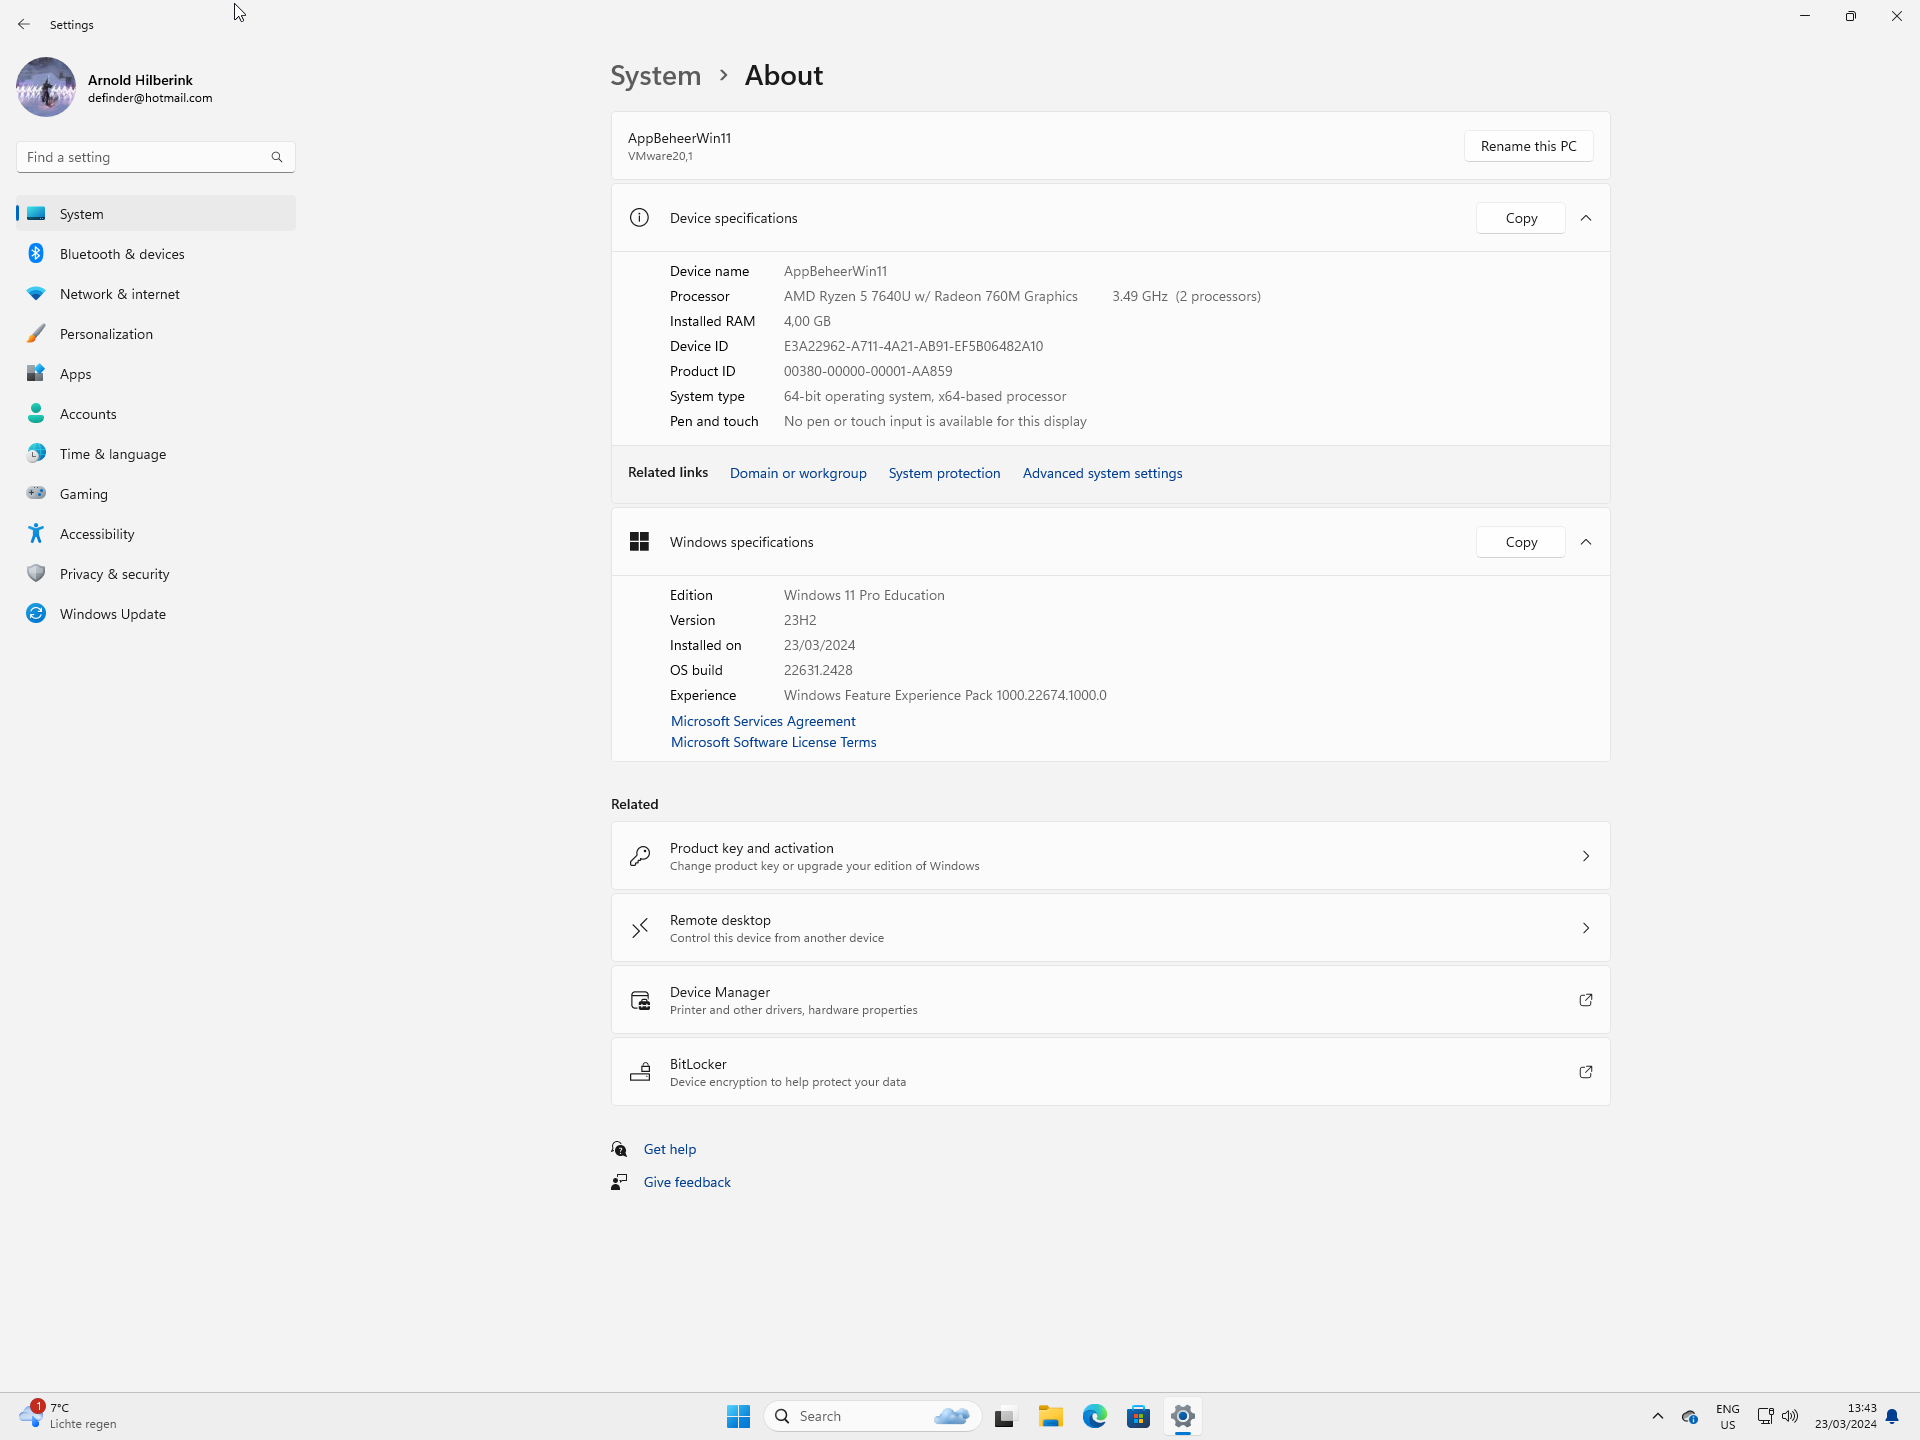 Settings
Arnold Hilberink
definder@hotmail.com
Find a setting
System
Bluetooth & devices
Network & internet
Personalization
Apps
Accounts
Time & language
Gaming
Accessibility
Privacy & security
Windows Update
System › About
AppBeheerWin11
VMware20,1
Rename this PC
Device specifications
Copy
Device name AppBeheerWin11
Processor AMD Ryzen 5 7640U w/ Radeon 760M Graphics 3.49 GHz (2 processors)
Installed RAM 4,00 GB
Device ID E3A22962-A711-4A21-AB91-EF5B06482A10
Product ID 00380-00000-00001-AA859
System type 64-bit operating system, x64-based processor
Pen and touch No pen or touch input is available for this display
Related links Domain or workgroup System protection Advanced system settings
Windows specifications
Copy
Edition Windows 11 Pro Education
Version 23H2
Installed on 23/03/2024
OS build 22631.2428
Experience Windows Feature Experience Pack 1000.22674.1000.0
Microsoft Services Agreement
Microsoft Software License Terms
Related
Product key and activation
Change product key or upgrade your edition of Windows
Remote desktop
Control this device from another device
Device Manager
Printer and other drivers, hardware properties
BitLocker
Device encryption to help protect your data
Get help
Give feedback
1
7°C
Lichte regen
Search
ENG
US
13:43
23/03/2024